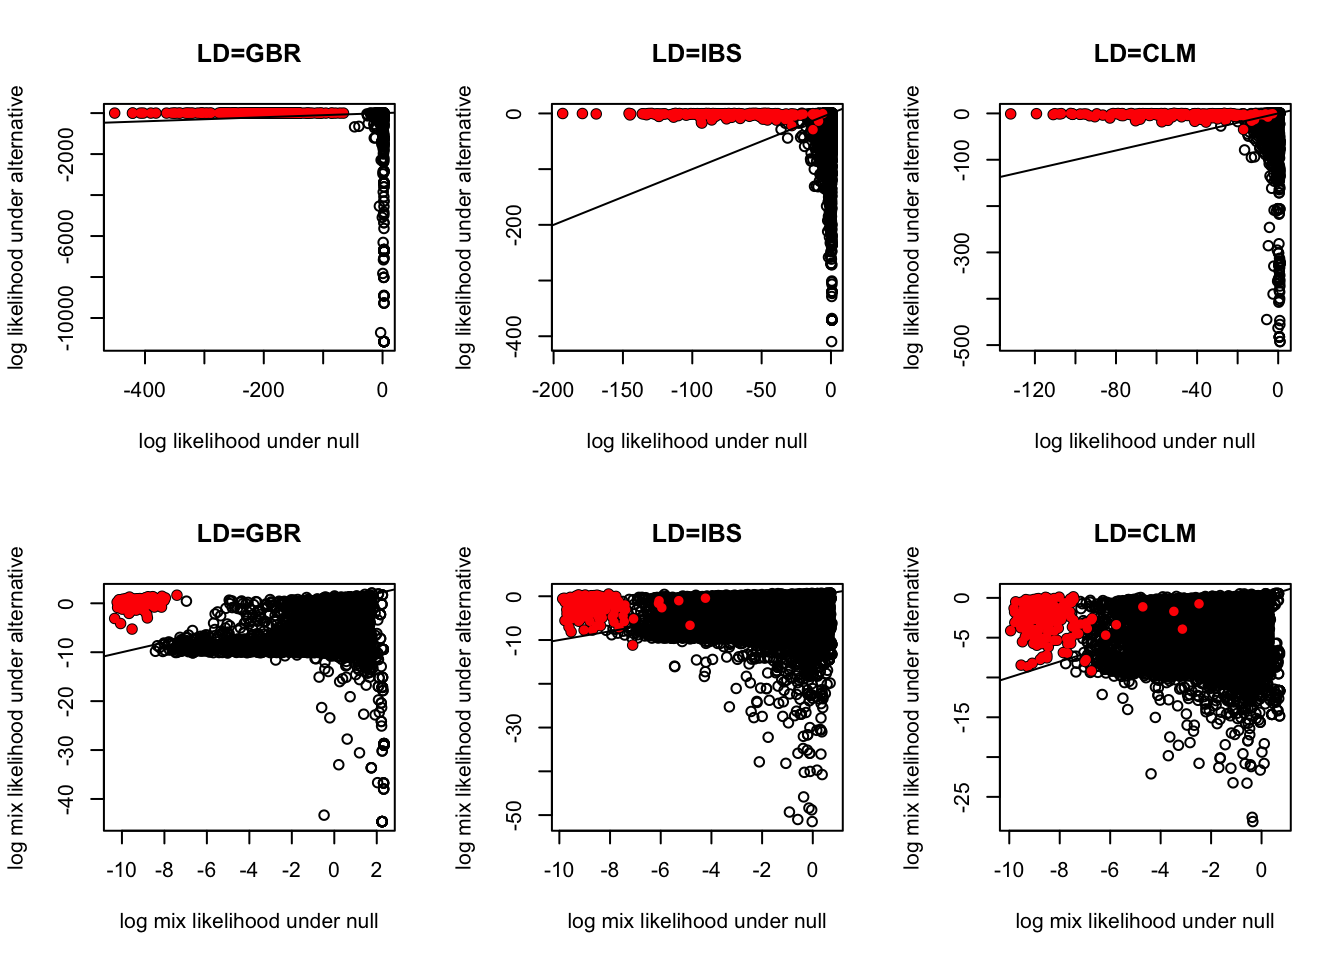 LD=GBR
log likelihood under alternative
0
-2000
-6000
-10000
-400 -200 0
log likelihood under null
LD=IBS
log likelihood under alternative
0
-200
-400
-200 -150 -100 -50 0
log likelihood under null
LD=CLM
log likelihood under alternative
0
-100
-300
-500
-120 -80 -60 -40 0
log likelihood under null
LD=GBR
log mix likelihood under alternative
0
-10
-20
-30
-40
-10 -8 -6 -4 -2 0 2
log mix likelihood under null
LD=IBS
log mix likelihood under alternative
0
-10
-30
-50
-10 -8 -6 -4 -2 0
log mix likelihood under null
LD=CLM
log mix likelihood under alternative
0
-5
-15
-25
-10 -8 -6 -4 -2 0
log mix likelihood under null